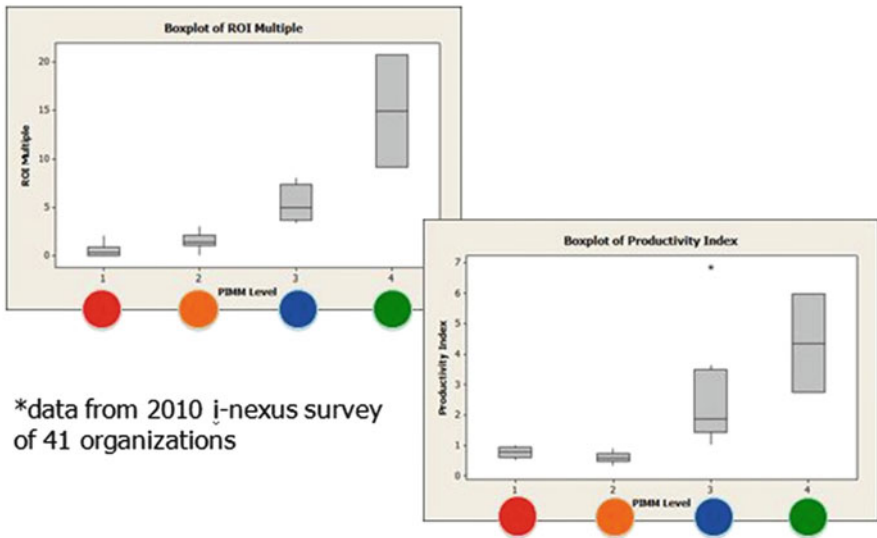 Boxplot of ROI Multiple
20
15
10
5
0
ROI Multiple
1 2 3 4
PIMM Level
Boxplot of Productivity Index
7
6
5
4
3
2
1
0
Productivity Index
*
1 2 3 4
PIMM Level
*data from 2010 i-nexus survey
of 41 organizations